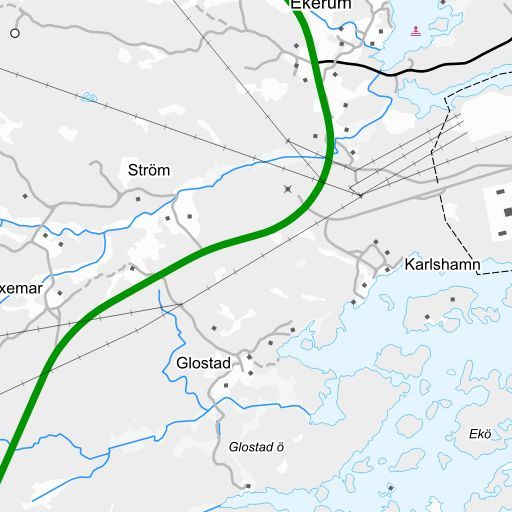 Ekerum
Ström
Karlshamn
xemar
Glostad
Ekö
Glostad ö